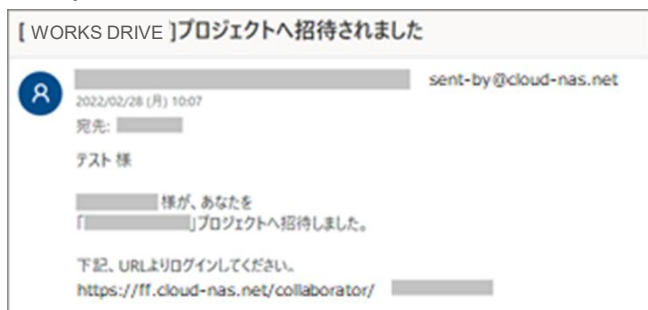 [ WORKS DRIVE ]プロジェクトへ招待されました
sent-by@cloud-nas.net
2022/02/28 (月) 10:07
宛先:
テスト 様
様が、あなたを
「」プロジェクトへ招待しました。
下記、URLよりログインしてください。
https://ff.cloud-nas.net/collaborator/